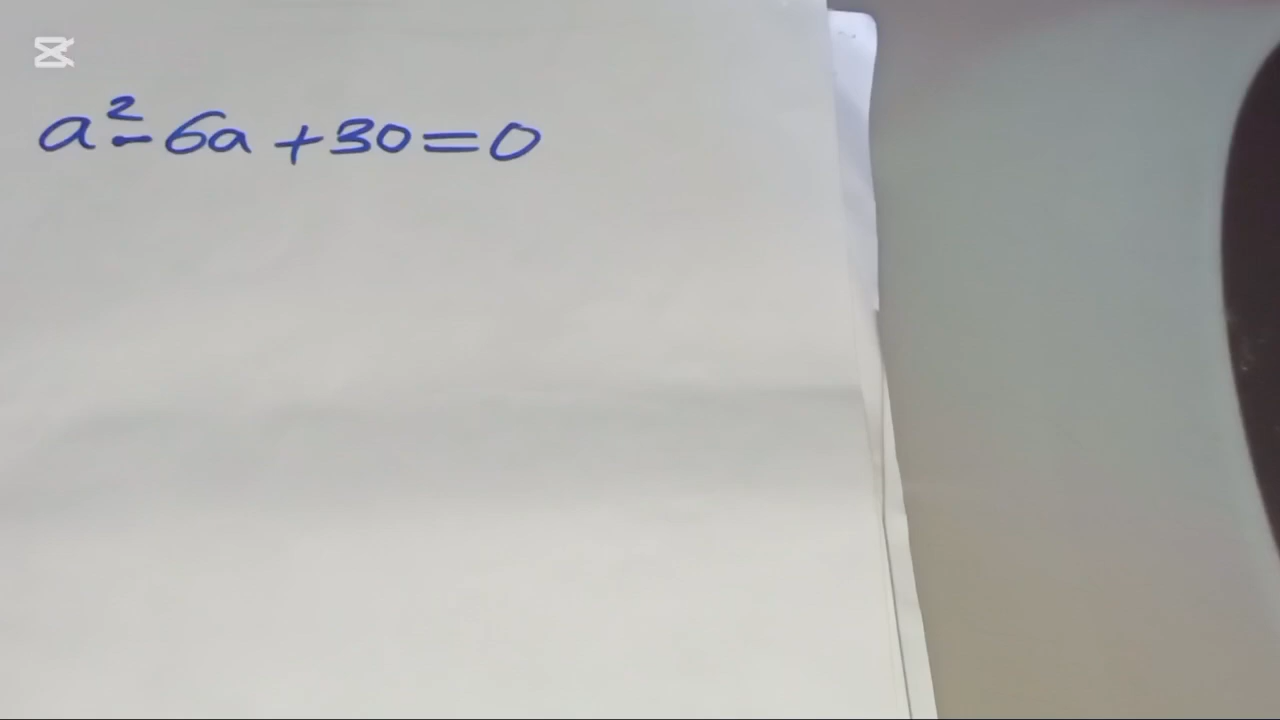 a² - 6a + 30 = 0